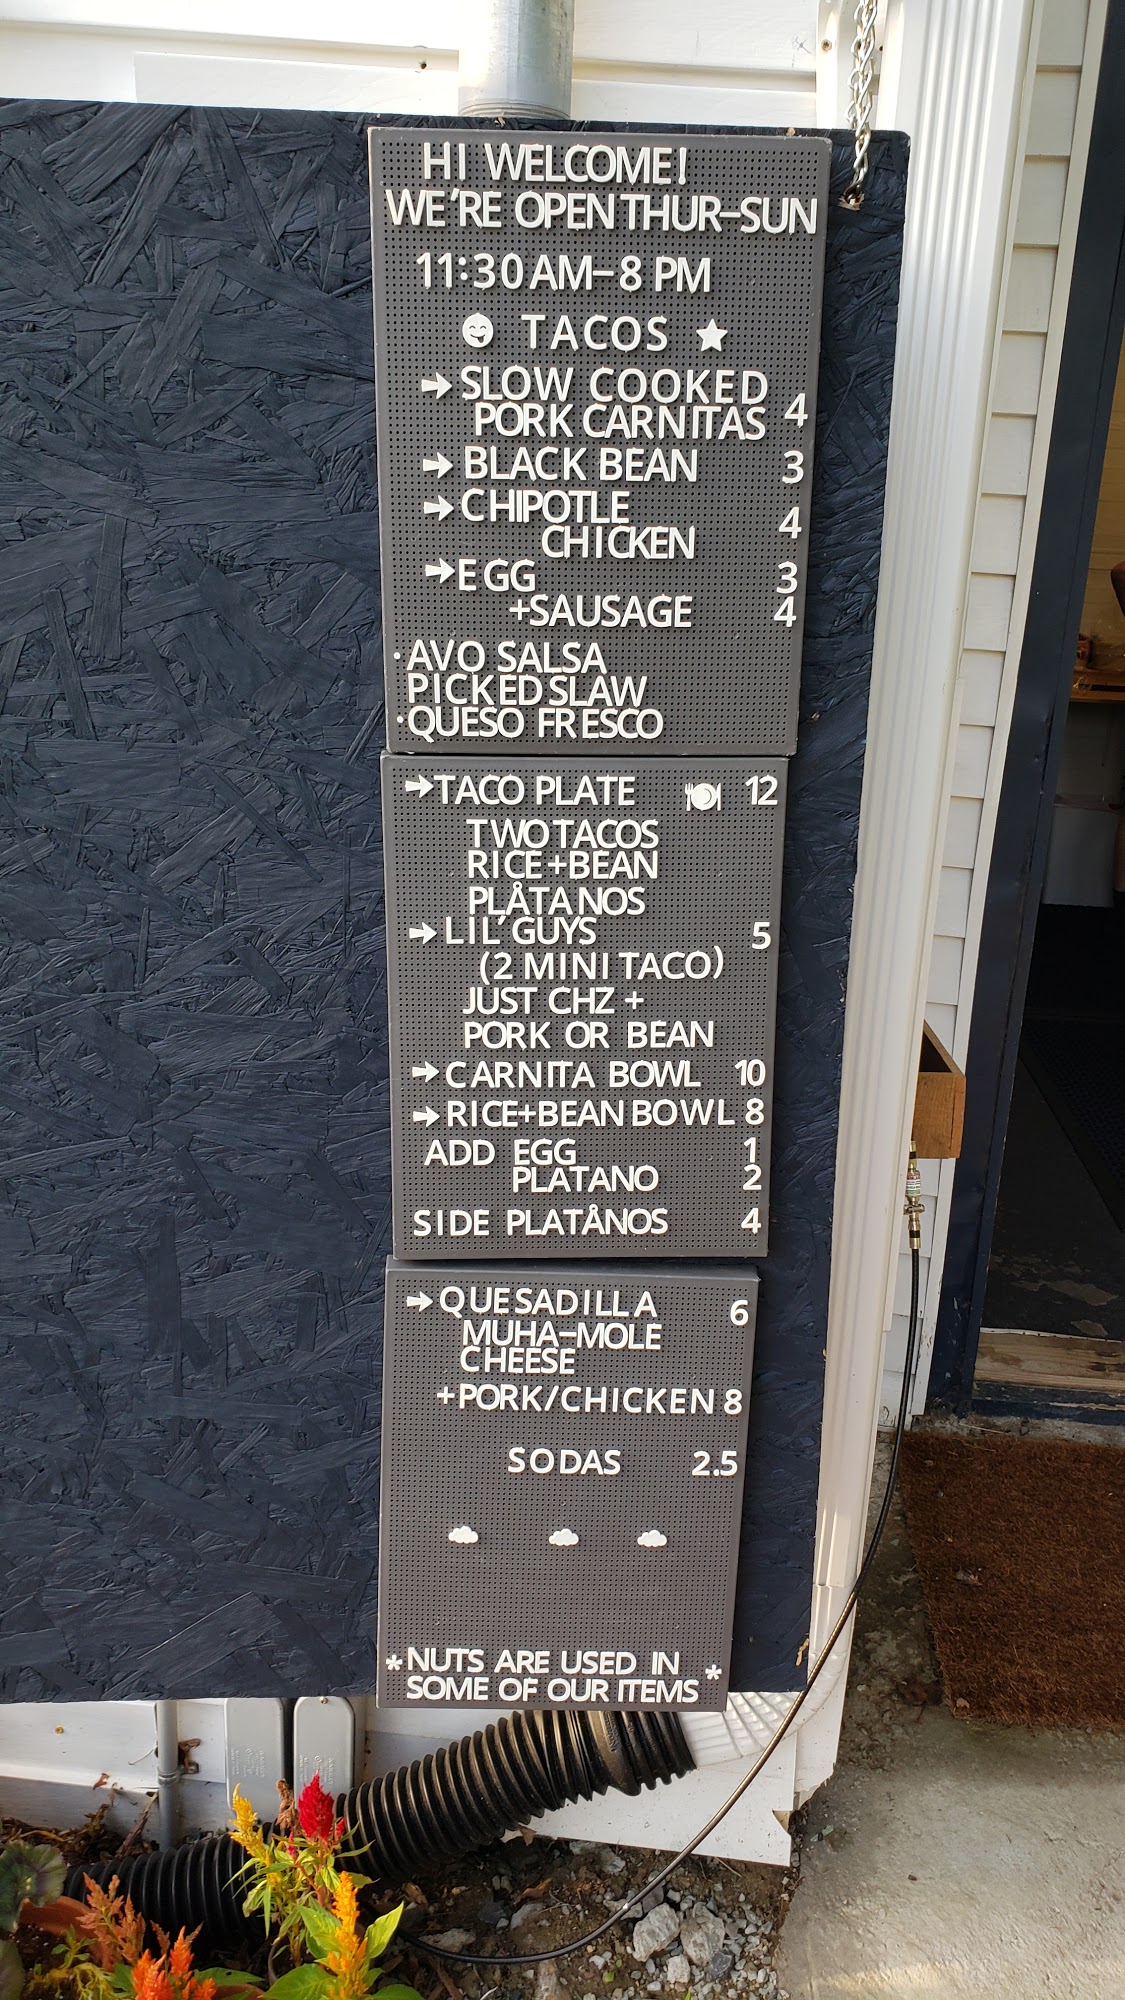 HI WELCOME!
WE'RE OPEN THUR-SUN
11:30 AM-8 PM
TACOS
SLOW COOKED
PORK CARNITAS 4
BLACK BEAN 3
CHIPOTLE
CHICKEN 4
EGG 3
+SAUSAGE 4
·AVO SALSA
PICKED SLAW
·QUESO FRESCO
TACO PLATE 12
TWO TACOS
RICE+BEAN
PLÅTANOS
LIL' GUYS 5
(2 MINI TACO)
JUST CHZ +
PORK OR BEAN
CARNITA BOWL 10
RICE+BEAN BOWL 8
ADD EGG 1
PLATANO 2
SIDE PLATÅNOS 4
QUESADILLA 6
MUHA-MOLE
CHEESE
+PORK/CHICKEN 8
SODAS 2.5
*NUTS ARE USED IN
SOME OF OUR ITEMS*